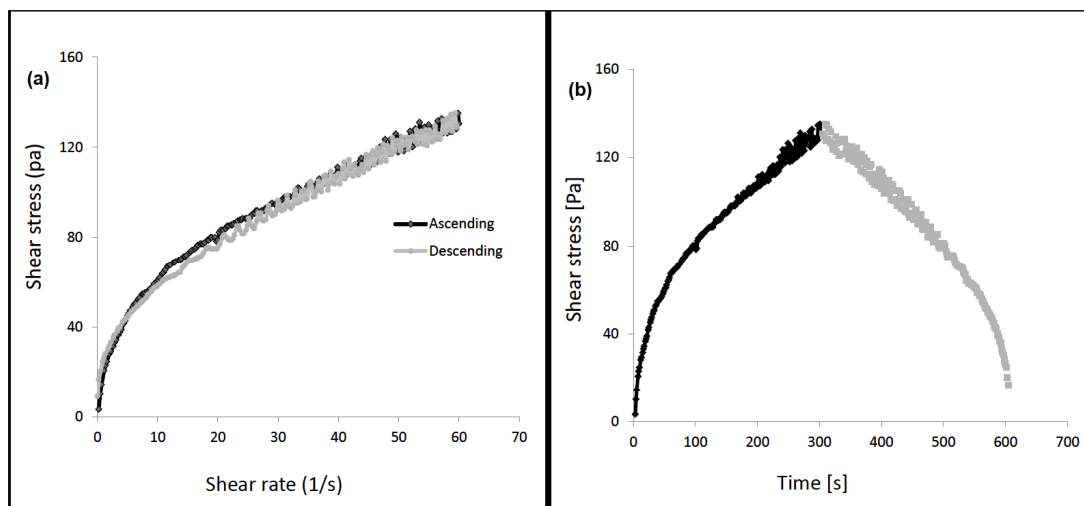 (a)
Shear stress (pa)
160
120
80
40
0
0 10 20 30 40 50 60 70
Shear rate (1/s)
Ascending
Descending
(b)
Shear stress [Pa]
160
120
80
40
0
0 100 200 300 400 500 600 700
Time [s]